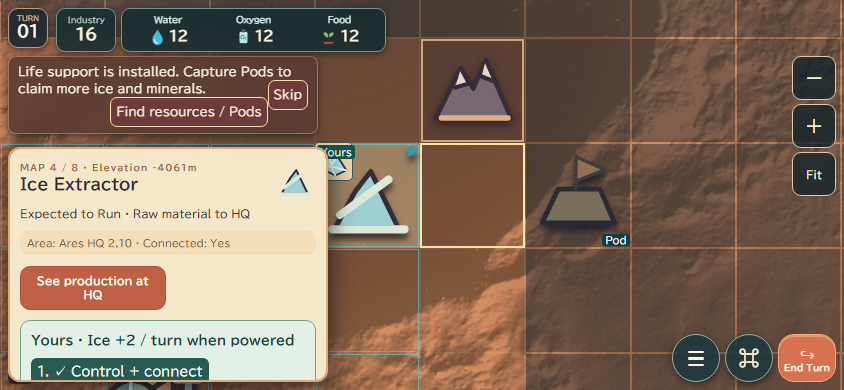 TURN
01
Industry
16
Water
12
Oxygen
O₂
12
Food
12
Life support is installed. Capture Pods to
claim more ice and minerals.
Skip
Find resources / Pods
MAP 4 / 8 • Elevation -4061m
Ice Extractor
Expected to Run • Raw material to HQ
Area: Ares HQ 2,10 • Connected: Yes
See production at
HQ
Yours • Ice +2 / turn when powered
1. ✓ Control + connect
Yours
Pod
−
+
Fit
End Turn